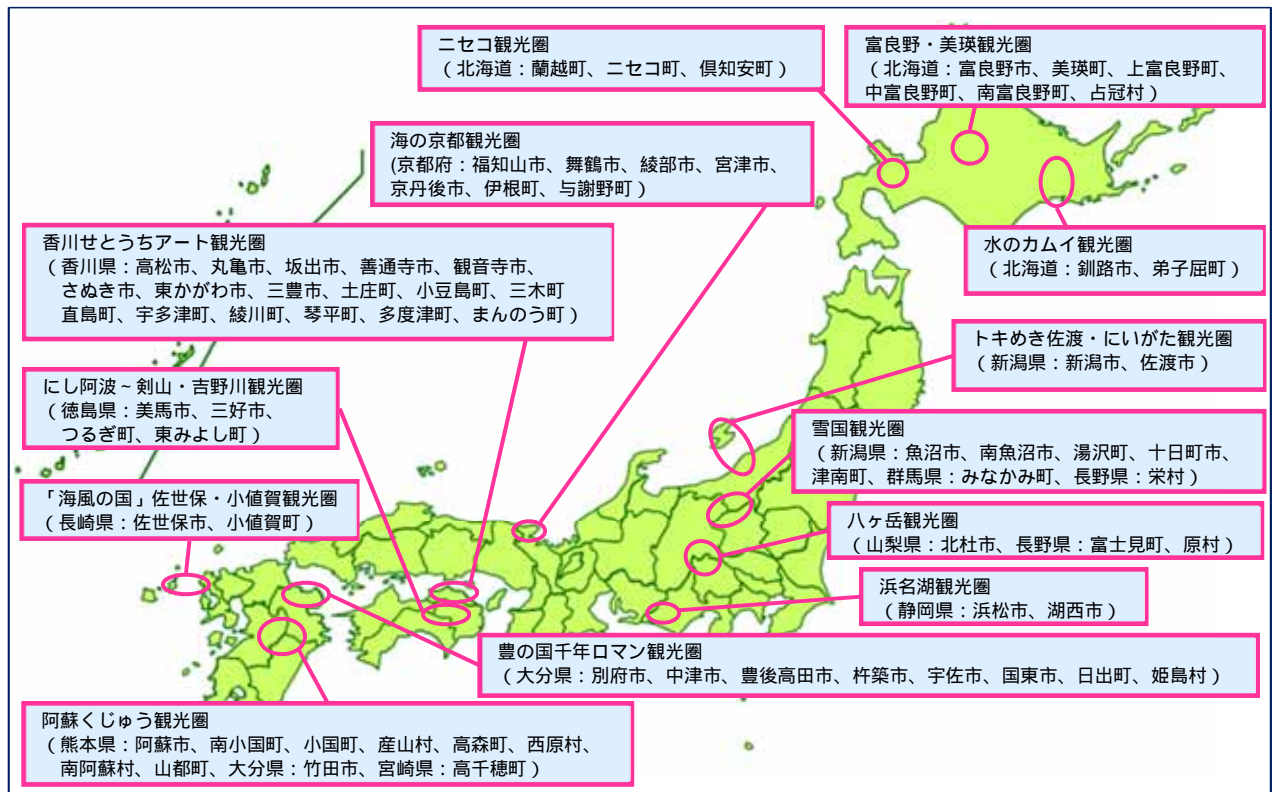 ニセコ観光圏
（北海道：蘭越町、ニセコ町、倶知安町）
富良野・美瑛観光圏
（北海道：富良野市、美瑛町、上富良野町、
中富良野町、南富良野町、占冠村）
海の京都観光圏
(京都府：福知山市、舞鶴市、綾部市、宮津市、
京丹後市、伊根町、与謝野町）
香川せとうちアート観光圏
（香川県：高松市、丸亀市、坂出市、善通寺市、観音寺市、
さぬき市、東かがわ市、三豊市、土庄町、小豆島町、三木町
直島町、宇多津町、綾川町、琴平町、多度津町、まんのう町）
水のカムイ観光圏
（北海道：釧路市、弟子屈町）
トキめき佐渡・にいがた観光圏
（新潟県：新潟市、佐渡市）
にし阿波～剣山・吉野川観光圏
（徳島県：美馬市、三好市、
つるぎ町、東みよし町）
雪国観光圏
（新潟県：魚沼市、南魚沼市、湯沢町、十日町市、
津南町、群馬県：みなかみ町、長野県：栄村）
「海風の国」佐世保・小値賀観光圏
（長崎県：佐世保市、小値賀町）
八ヶ岳観光圏
（山梨県：北杜市、長野県：富士見町、原村）
浜名湖観光圏
（静岡県：浜松市、湖西市）
豊の国千年ロマン観光圏
（大分県：別府市、中津市、豊後高田市、杵築市、宇佐市、国東市、日出町、姫島村）
阿蘇くじゅう観光圏
（熊本県：阿蘇市、南小国町、小国町、産山村、高森町、西原村、
南阿蘇村、山都町、大分県：竹田市、宮崎県：高千穂町）